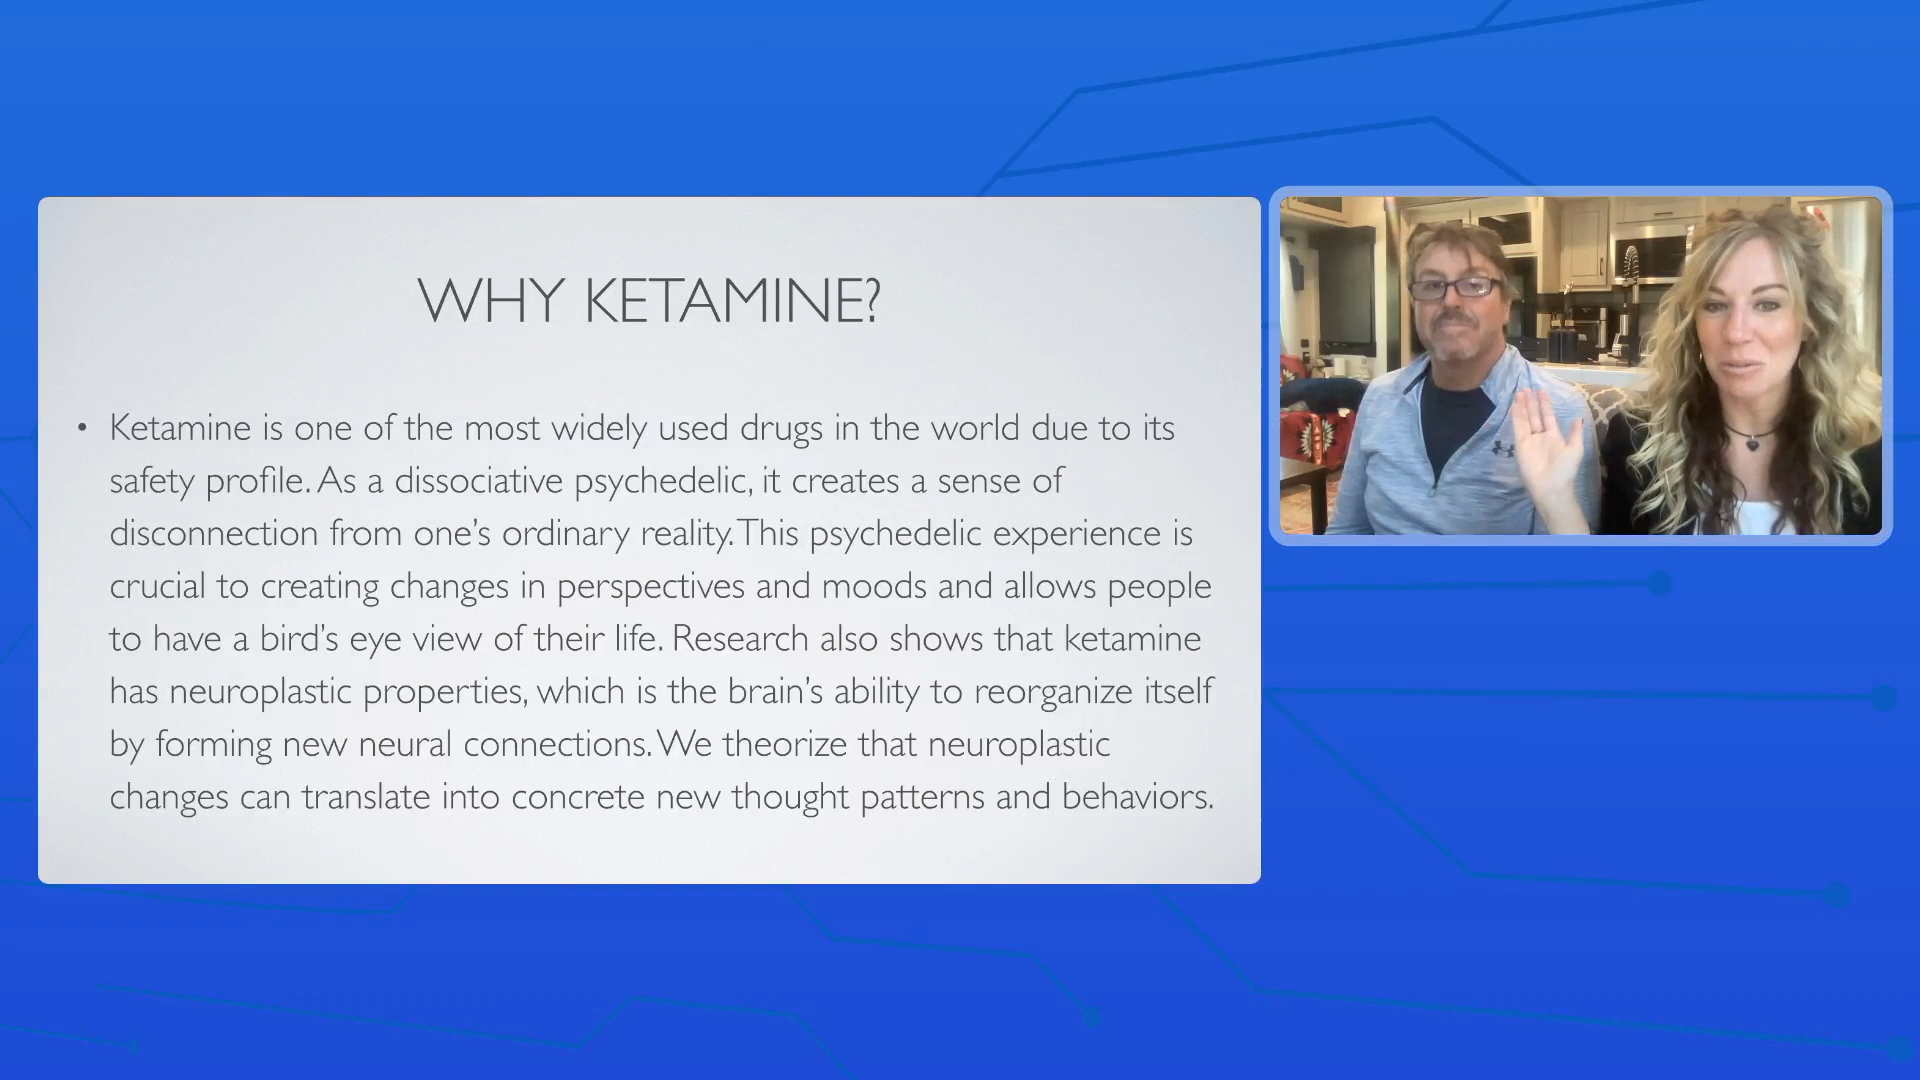 WHY KETAMINE?
• Ketamine is one of the most widely used drugs in the world due to its
safety profile. As a dissociative psychedelic, it creates a sense of
disconnection from one’s ordinary reality. This psychedelic experience is
crucial to creating changes in perspectives and moods and allows people
to have a bird’s eye view of their life. Research also shows that ketamine
has neuroplastic properties, which is the brain’s ability to reorganize itself
by forming new neural connections. We theorize that neuroplastic
changes can translate into concrete new thought patterns and behaviors.